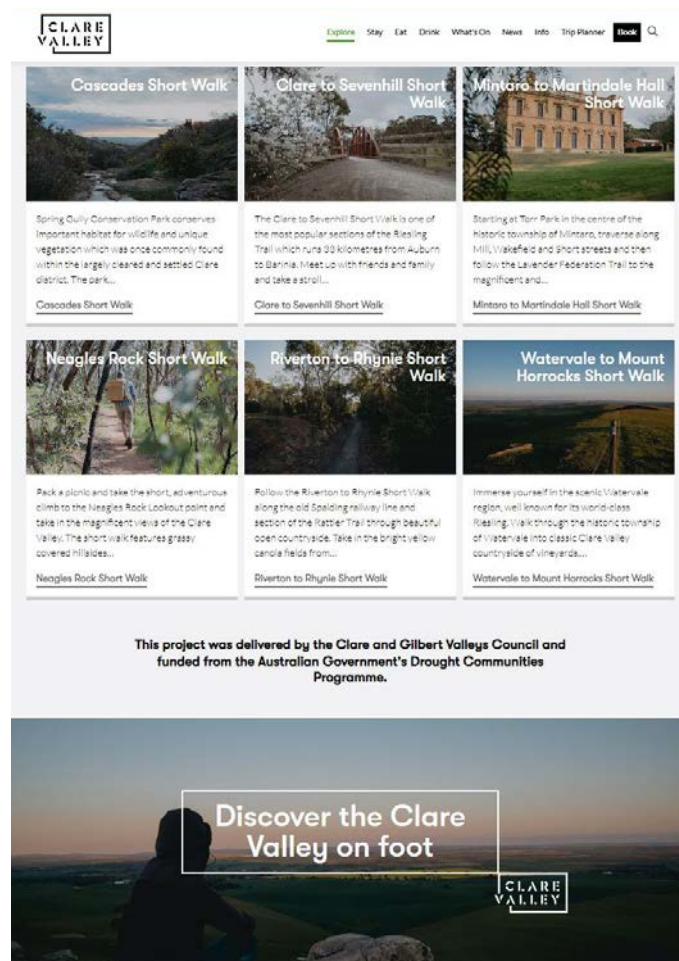 CLARE
VALLEY
Explore Stay Eat Drink What's On News Info Trip Planner Book
Cascades Short Walk
Spring Gully Conservation Park conserves
important habitat for wildlife and unique
vegetation which was once commonly found
within the largely cleared and settled Clare
district. The park...
Cascades Short Walk
Clare to Sevenhill Short
Walk
The Clare to Sevenhill Short Walk is one of
the most popular sections of the Riesling
Trail which runs 33 kilometres from Auburn
to Barinia. Meet up with friends and family
and take a stroll...
Clare to Sevenhill Short Walk
Mintaro to Martindale Hall
Short Walk
Starting at Torr Park in the centre of the
historic township of Mintaro, traverse along
Mill, Wakefield and Short streets and then
follow the Lavender Federation Trail to the
magnificent and...
Mintaro to Martindale Hall Short Walk
Neagles Rock Short Walk
Pack a picnic and take the short, adventurous
climb to the Neagles Rock Lookout point and
take in the magnificent views of the Clare
Valley. The short walk features grassy
covered hillsides...
Neagles Rock Short Walk
Riverton to Rhynie Short
Walk
Follow the Riverton to Rhynie Short Walk
along the old Spalding railway line and
section of the Rattler Trail through beautiful
open countryside. Take in the bright yellow
canola fields from...
Riverton to Rhynie Short Walk
Watervale to Mount
Horrocks Short Walk
Immerse yourself in the scenic Watervale
region, well known for its world-class
Riesling. Walk through the historic township
of Watervale into classic Clare Valley
countryside of vineyards....
Watervale to Mount Horrocks Short Walk
This project was delivered by the Clare and Gilbert Valleys Council and
funded from the Australian Government's Drought Communities
Programme.
Discover the Clare
Valley on foot
CLARE
VALLEY